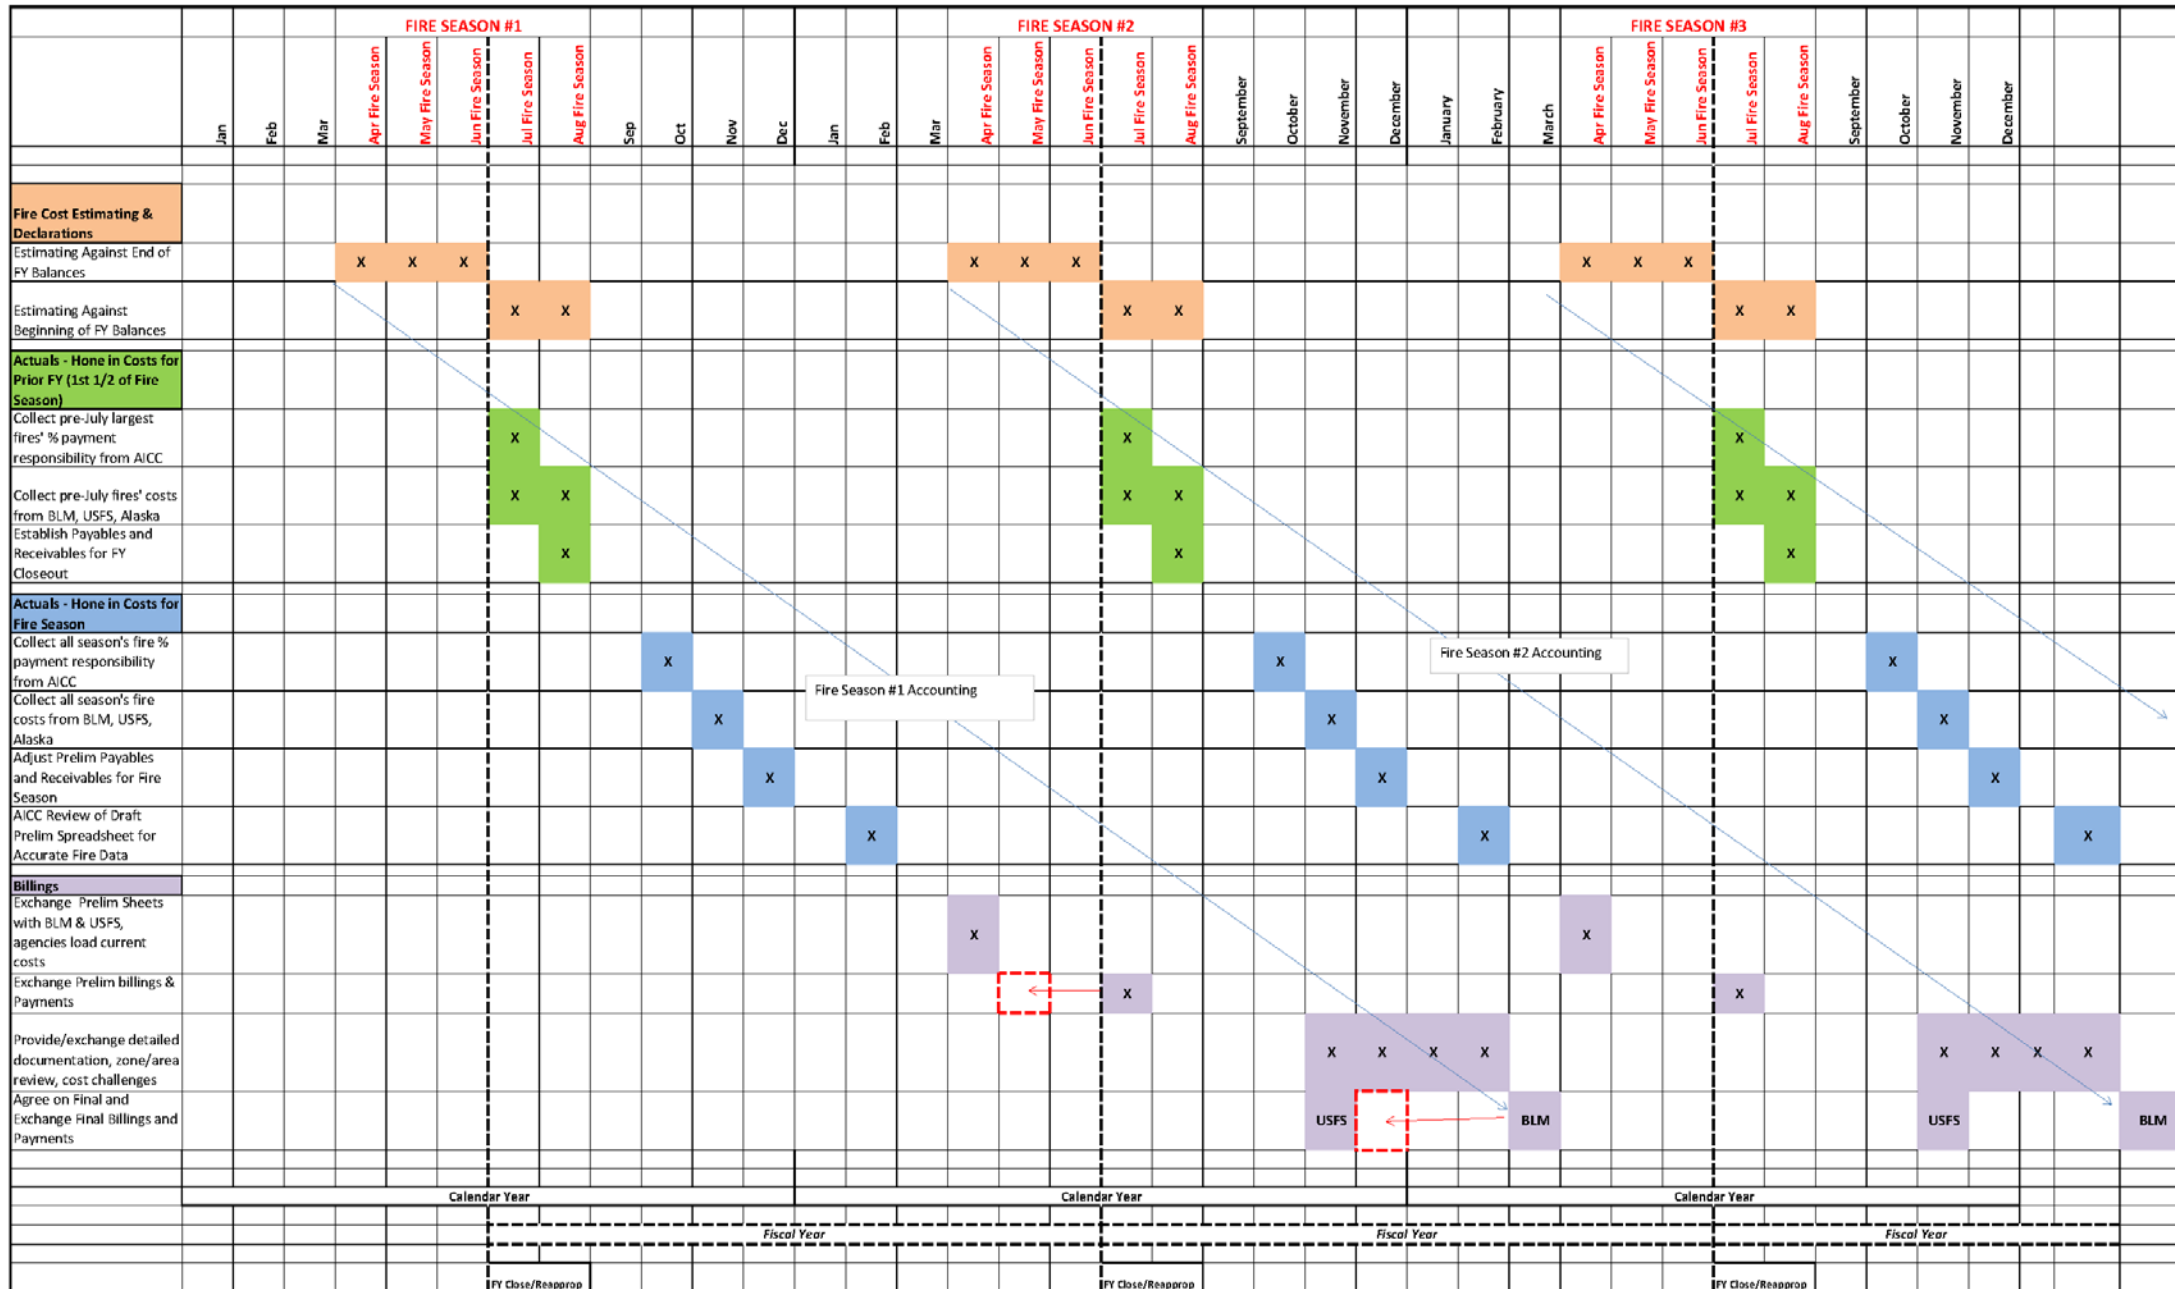 FIRE SEASON #1 FIRE SEASON #2 FIRE SEASON #3
Jan Feb Mar Apr Fire Season May Fire Season Jun Fire Season Jul Fire Season Aug Fire Season Sep Oct Nov Dec Jan Feb Mar Apr Fire Season May Fire Season Jun Fire Season Jul Fire Season Aug Fire Season September October November December January February March Apr Fire Season May Fire Season Jun Fire Season Jul Fire Season Aug Fire Season September October November December
Fire Cost Estimating &
Declarations
Estimating Against End of
FY Balances
X X X X X X X X X
Estimating Against
Beginning of FY Balances
X X X X X X
Actuals - Hone in Costs for
Prior FY (1st 1/2 of Fire
Season)
Collect pre-July largest
fires' % payment
responsibility from AICC
X X X
Collect pre-July fires' costs
from BLM, USFS, Alaska
X X X X X X
Establish Payables and
Receivables for FY
Closeout
X X X
Actuals - Hone in Costs for
Fire Season
Collect all season's fire %
payment responsibility
from AICC
X X X
Fire Season #2 Accounting
Fire Season #1 Accounting
Collect all season's fire
costs from BLM, USFS,
Alaska
X X X
Adjust Prelim Payables
and Receivables for Fire
Season
X X X
AICC Review of Draft
Prelim Spreadsheet for
Accurate Fire Data
X X X
Billings
Exchange Prelim Sheets
with BLM & USFS,
agencies load current
costs
X X
Exchange Prelim billings &
Payments
X X
Provide/exchange detailed
documentation, zone/area
review, cost challenges
X X X X X X X X
Agree on Final and
Exchange Final Billings and
Payments
USFS BLM USFS BLM
Calendar Year Calendar Year Calendar Year
Fiscal Year Fiscal Year Fiscal Year
FY Close/Reapprop FY Close/Reapprop FY Close/Reapprop